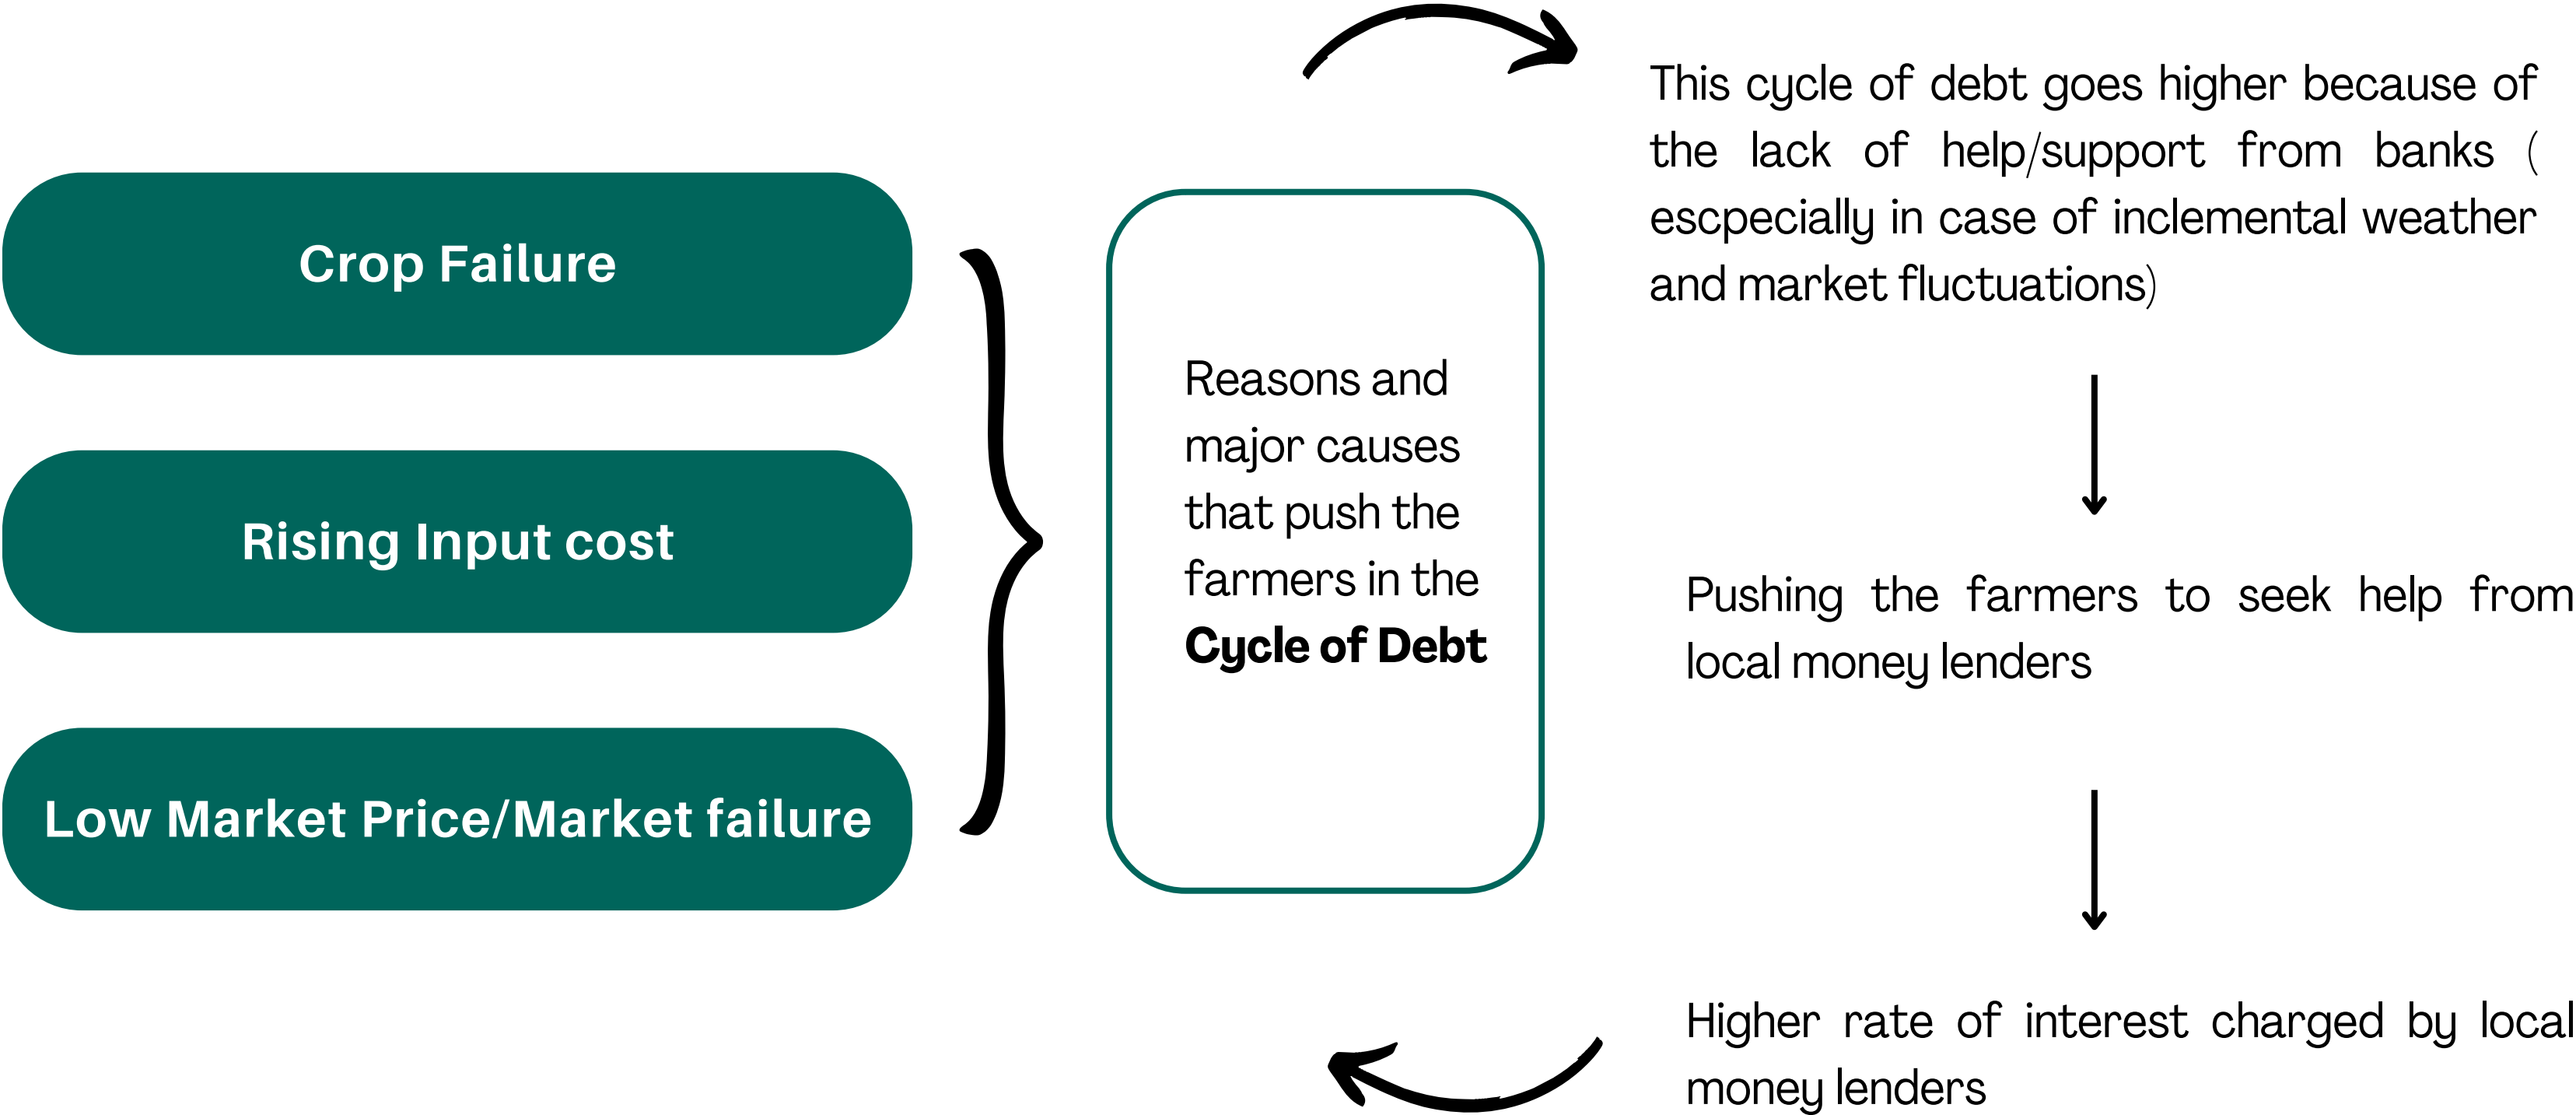 Crop Failure
Rising Input cost
Low Market Price/Market failure
Reasons and
major causes
that push the
farmers in the
Cycle of Debt
This cycle of debt goes higher because of
the lack of help/support from banks (
escpecially in case of inclemental weather
and market fluctuations)
Pushing the farmers to seek help from
local money lenders
Higher rate of interest charged by local
money lenders